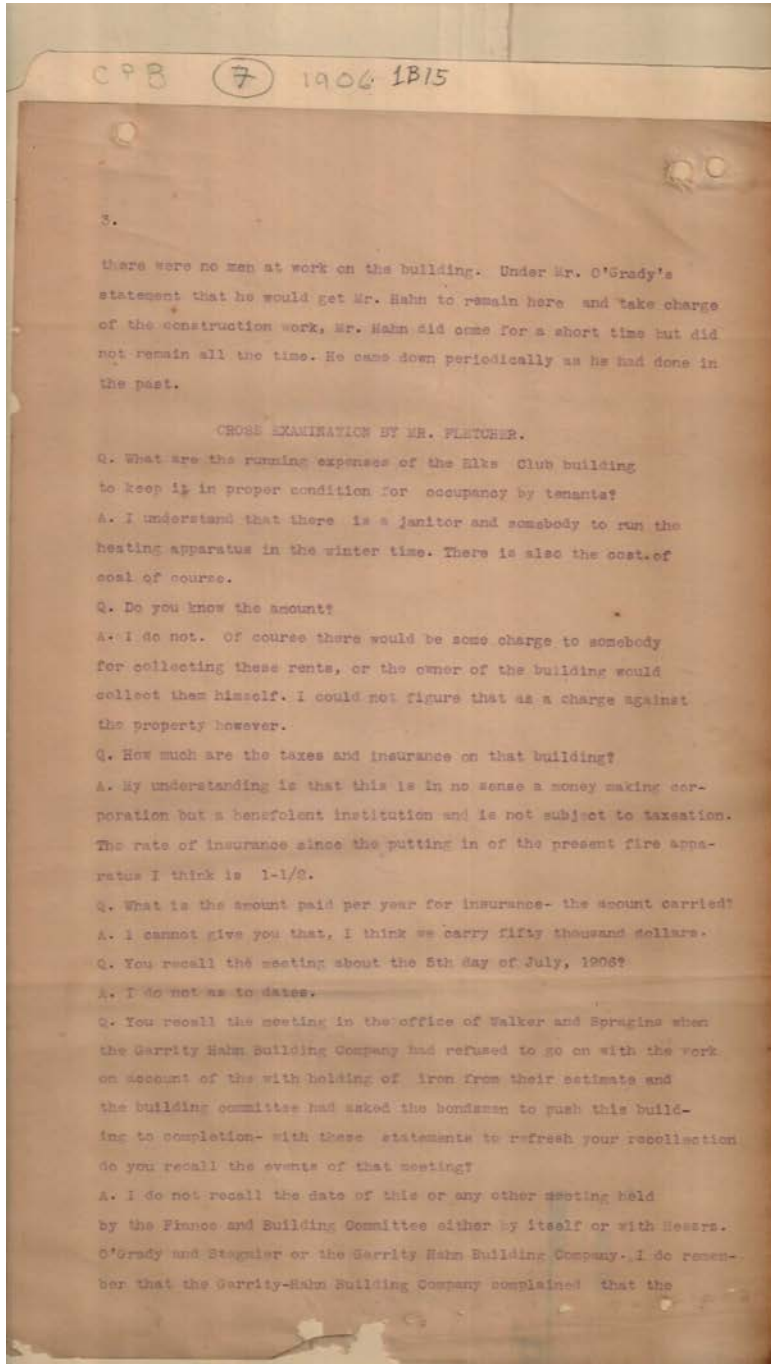 CPB 7 1906 1B15
3.
there were no men at work on the building. Under Mr. O'Grady's
statement that he would get Mr. Hahn to remain here and take charge
of the construction work, Mr. Hahn did come for a short time but did
not remain all the time. He came down periodically as he had done in
the past.
CROSS EXAMINATION BY MR. FLETCHER.
Q. What are the running expenses of the Elks Club building
to keep it in proper condition for occupancy by tenants?
A. I understand that there is a janitor and somebody to run the
heating apparatus in the winter time. There is also the cost.of
coal of course.
Q. Do you know the amount?
A. I do not. Of course there would be some charge to somebody
for collecting these rents, or the owner of the building would
collect them himself. I could not figure that as a charge against
the property however.
Q. How much are the taxes and insurance on that building?
A. My understanding is that this is in no sense a money making cor-
poration but a benefolent institution and is not subject to taxsation.
The rate of insurance since the putting in of the present fire appa-
ratus I think is 1-1/2.
Q. What is the amount paid per year for insurance- the amount carried?
A. I cannot give you that, I think we carry fifty thousand dollars.
Q. You recall the meeting about the 5th day of July, 1906?
A. I do not as to dates.
Q. You recall the meeting in the office of Walker and Spragins when
the Garrity Hahn Building Company had refused to go on with the work
on account of the with holding of iron from their estimate and
the building committee had asked the bondsmen to push this build-
ing to completion- with these statements to refresh your recollection
do you recall the events of that meeting?
A. I do not recall the date of this or any other meeting held
by the Fiance and Building Committee either by itself or with Messrs.
O'Grady and Stegmier or the Garrity Hahn Building Company. I do remem-
ber that the Garrity-Hahn Building Company complained that the